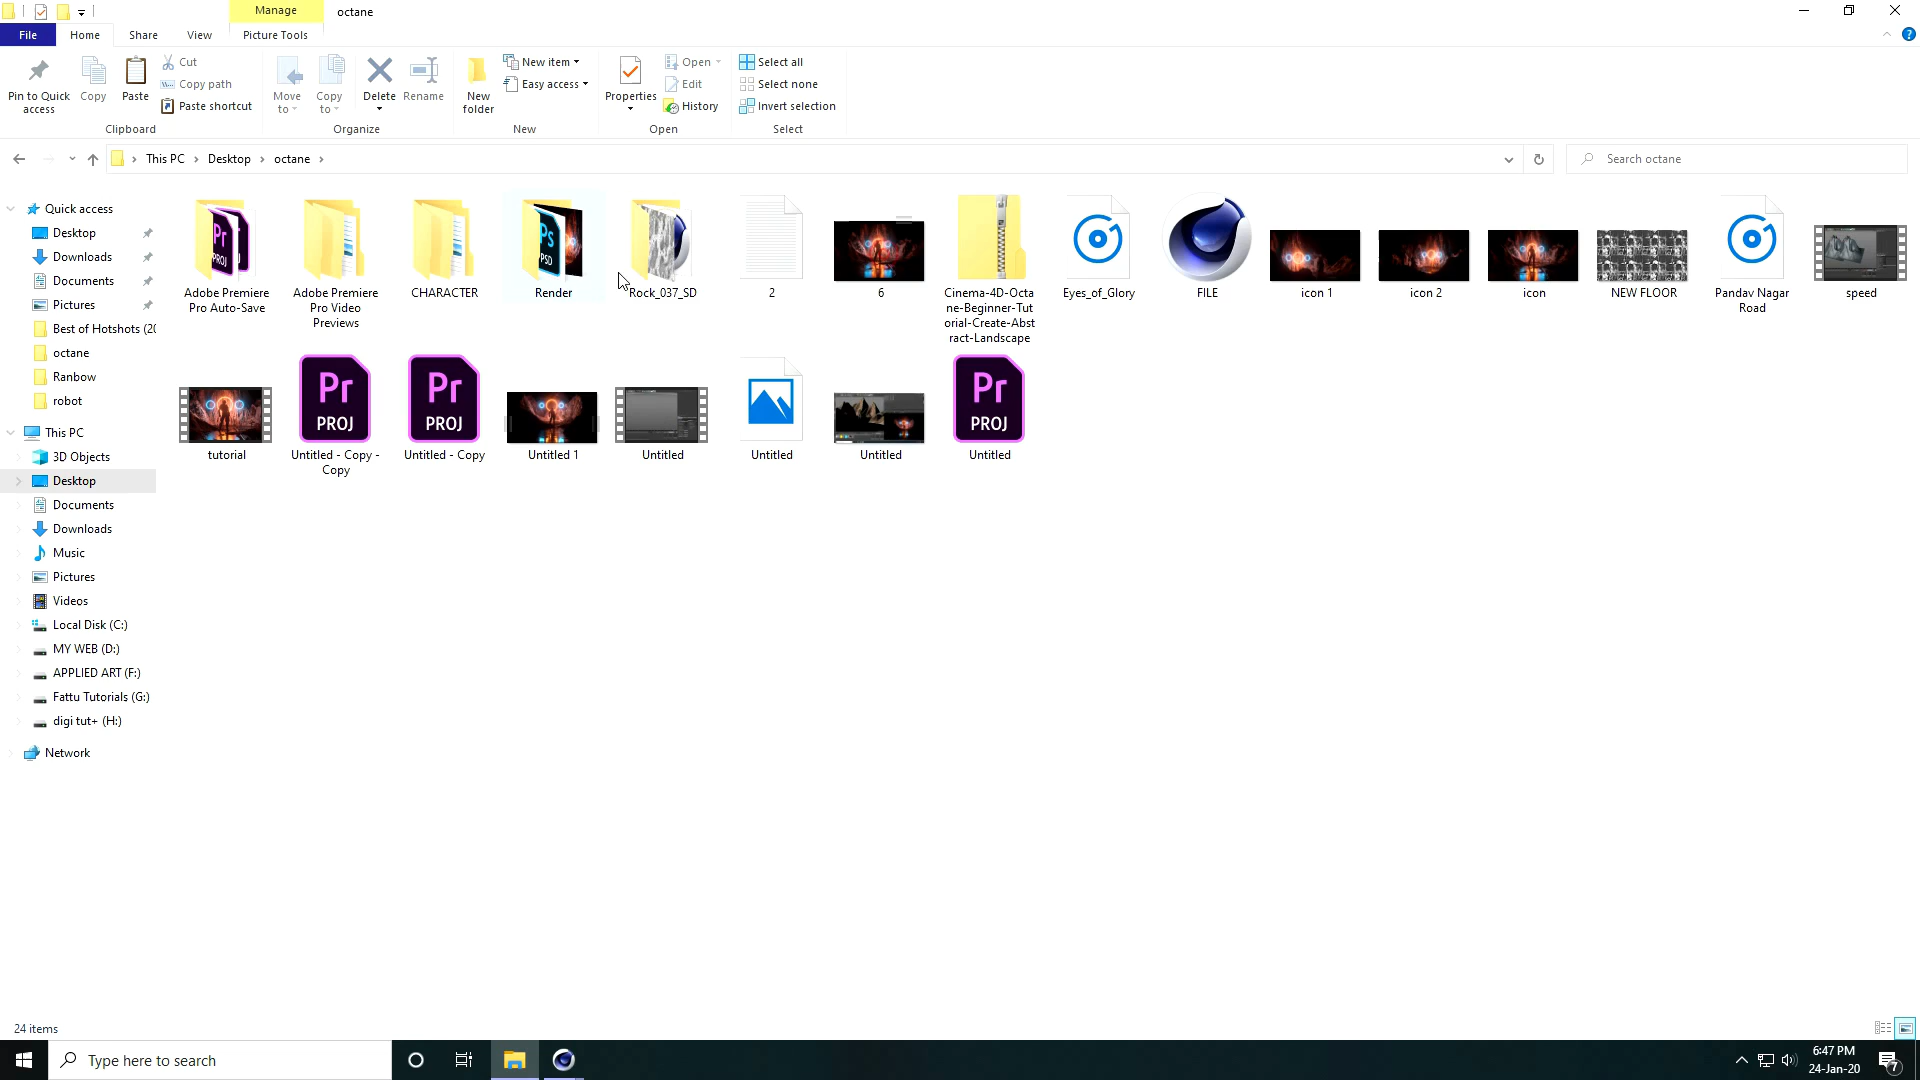 Manage
octane
File
Home
Share
View
Picture Tools
Pin to Quick
access
Copy
Paste
Cut
Copy path
Paste shortcut
Clipboard
Move
to
Copy
to
Delete
Rename
Organize
New
folder
New item
Easy access
New
Properties
Open
Edit
History
Open
Select all
Select none
Invert selection
Select
This PC
Desktop
octane
Search octane
Quick access
Desktop
Downloads
Documents
Pictures
Best of Hotshots (20
octane
Ranbow
robot
This PC
3D Objects
Desktop
Documents
Downloads
Music
Pictures
Videos
Local Disk (C:)
MY WEB (D:)
APPLIED ART (F:)
Fattu Tutorials (G:)
digi tut+ (H:)
Network
Pr
PROJ
Adobe Premiere
Pro Auto-Save
Adobe Premiere
Pro Video
Previews
CHARACTER
Ps
PSD
Render
Rock_037_SD
2
6
Cinema-4D-Octa
ne-Beginner-Tut
orial-Create-Abst
ract-Landscape
Eyes_of_Glory
FILE
icon 1
icon 2
icon
NEW FLOOR
Pandav Nagar
Road
speed
tutorial
Pr
PROJ
Untitled - Copy -
Copy
Pr
PROJ
Untitled - Copy
Untitled 1
Untitled
Untitled
Untitled
Pr
PROJ
Untitled
24 items
Type here to search
6:47 PM
24-Jan-20
7